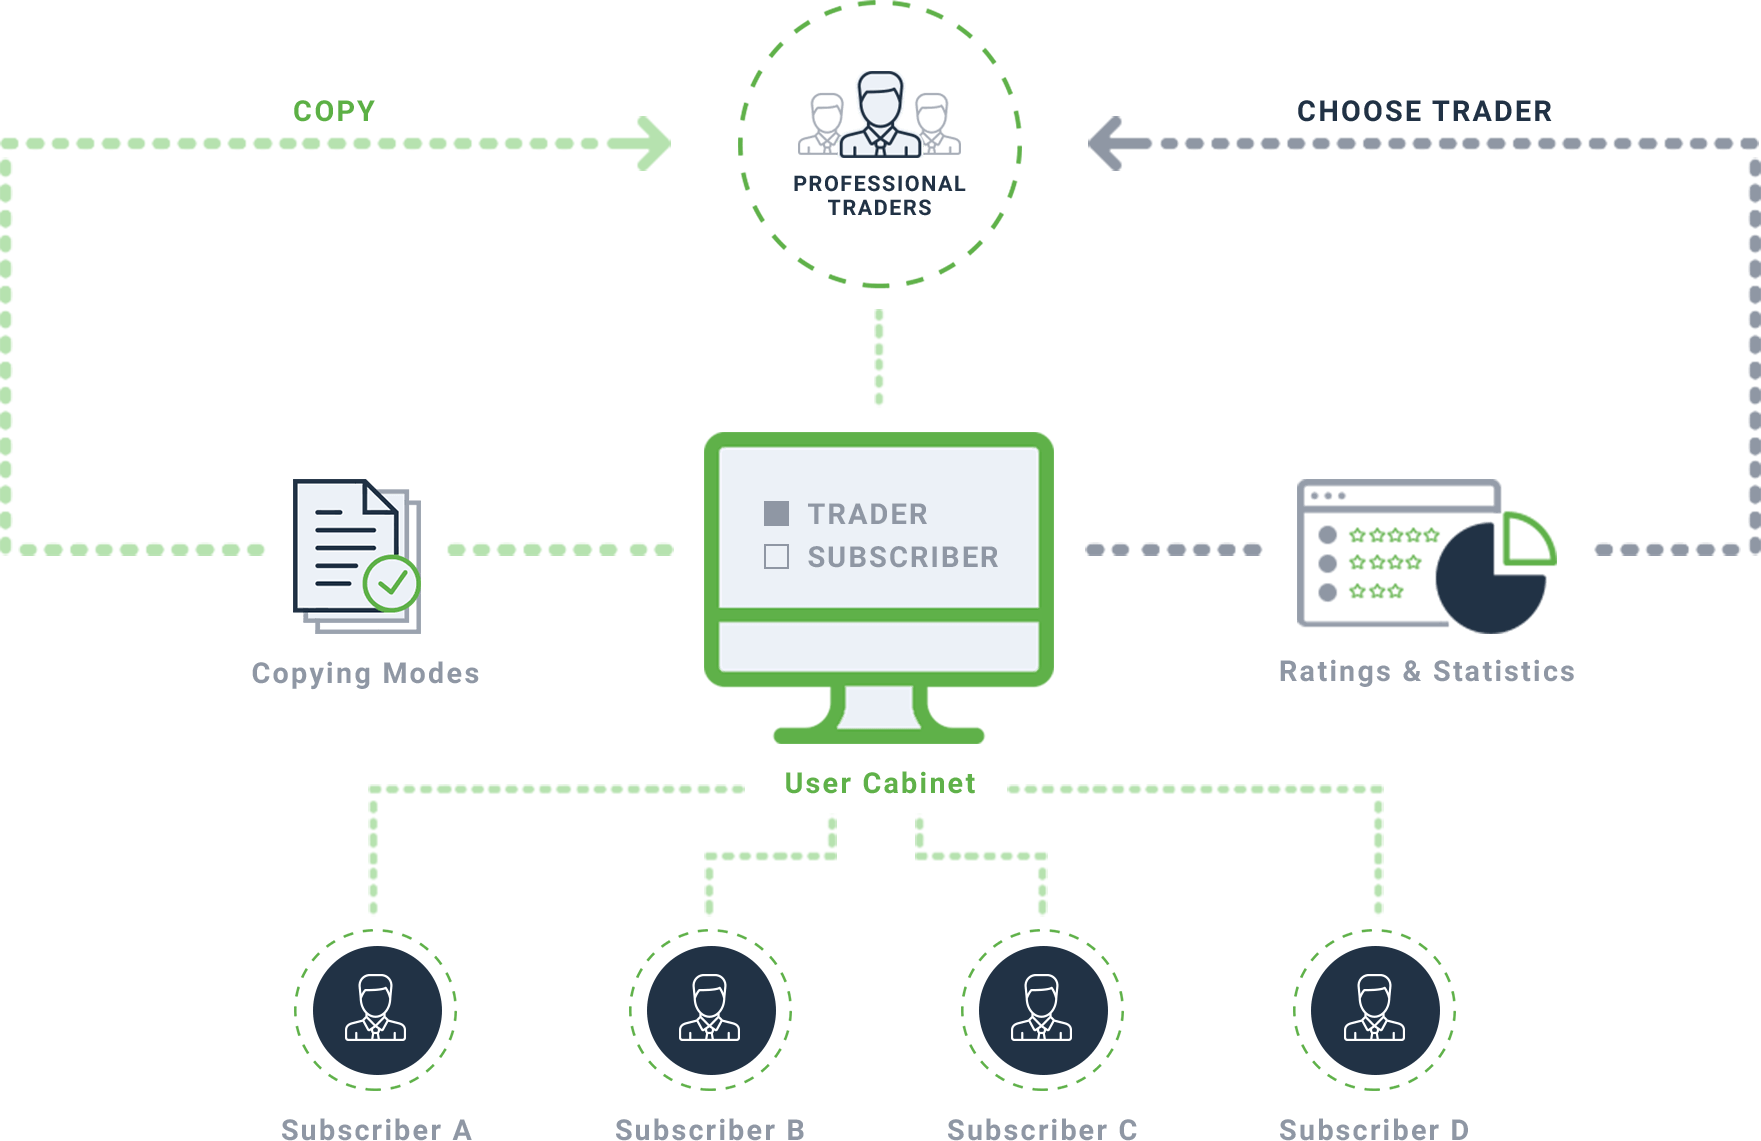 COPY
CHOOSE TRADER
PROFESSIONAL
TRADERS
TRADER
SUBSCRIBER
Copying Modes
Ratings & Statistics
User Cabinet
Subscriber A
Subscriber B
Subscriber C
Subscriber D